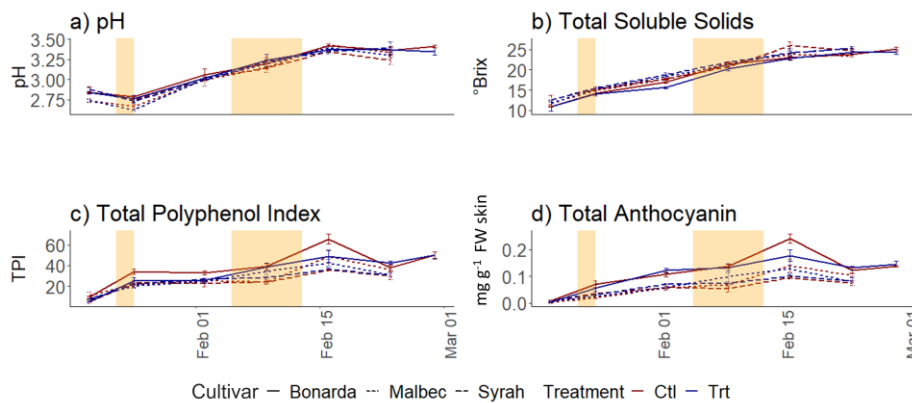 a) pH
b) Total Soluble Solids
pH
3.50
3.25
3.00
2.75
°Brix
25
20
15
10
c) Total Polyphenol Index
d) Total Anthocyanin
TPI
60
40
20
mg g⁻¹ FW skin
0.2
0.1
0.0
Feb 01
Feb 15
Mar 01
Feb 01
Feb 15
Mar 01
Cultivar Bonarda Malbec Syrah Treatment Ctl Trt